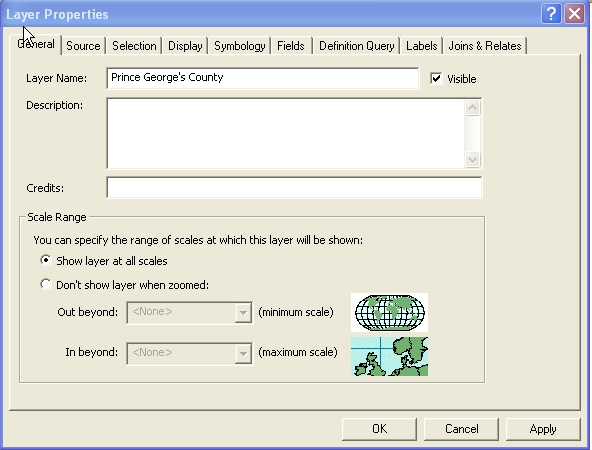 Layer Properties
General Source Selection Display Symbology Fields Definition Query Labels Joins & Relates
Layer Name: Prince George's County Visible
Description:
Credits:
Scale Range
You can specify the range of scales at which this layer will be shown:
Show layer at all scales
Don't show layer when zoomed:
Out beyond: <None> (minimum scale)
In beyond: <None> (maximum scale)
OK Cancel Apply